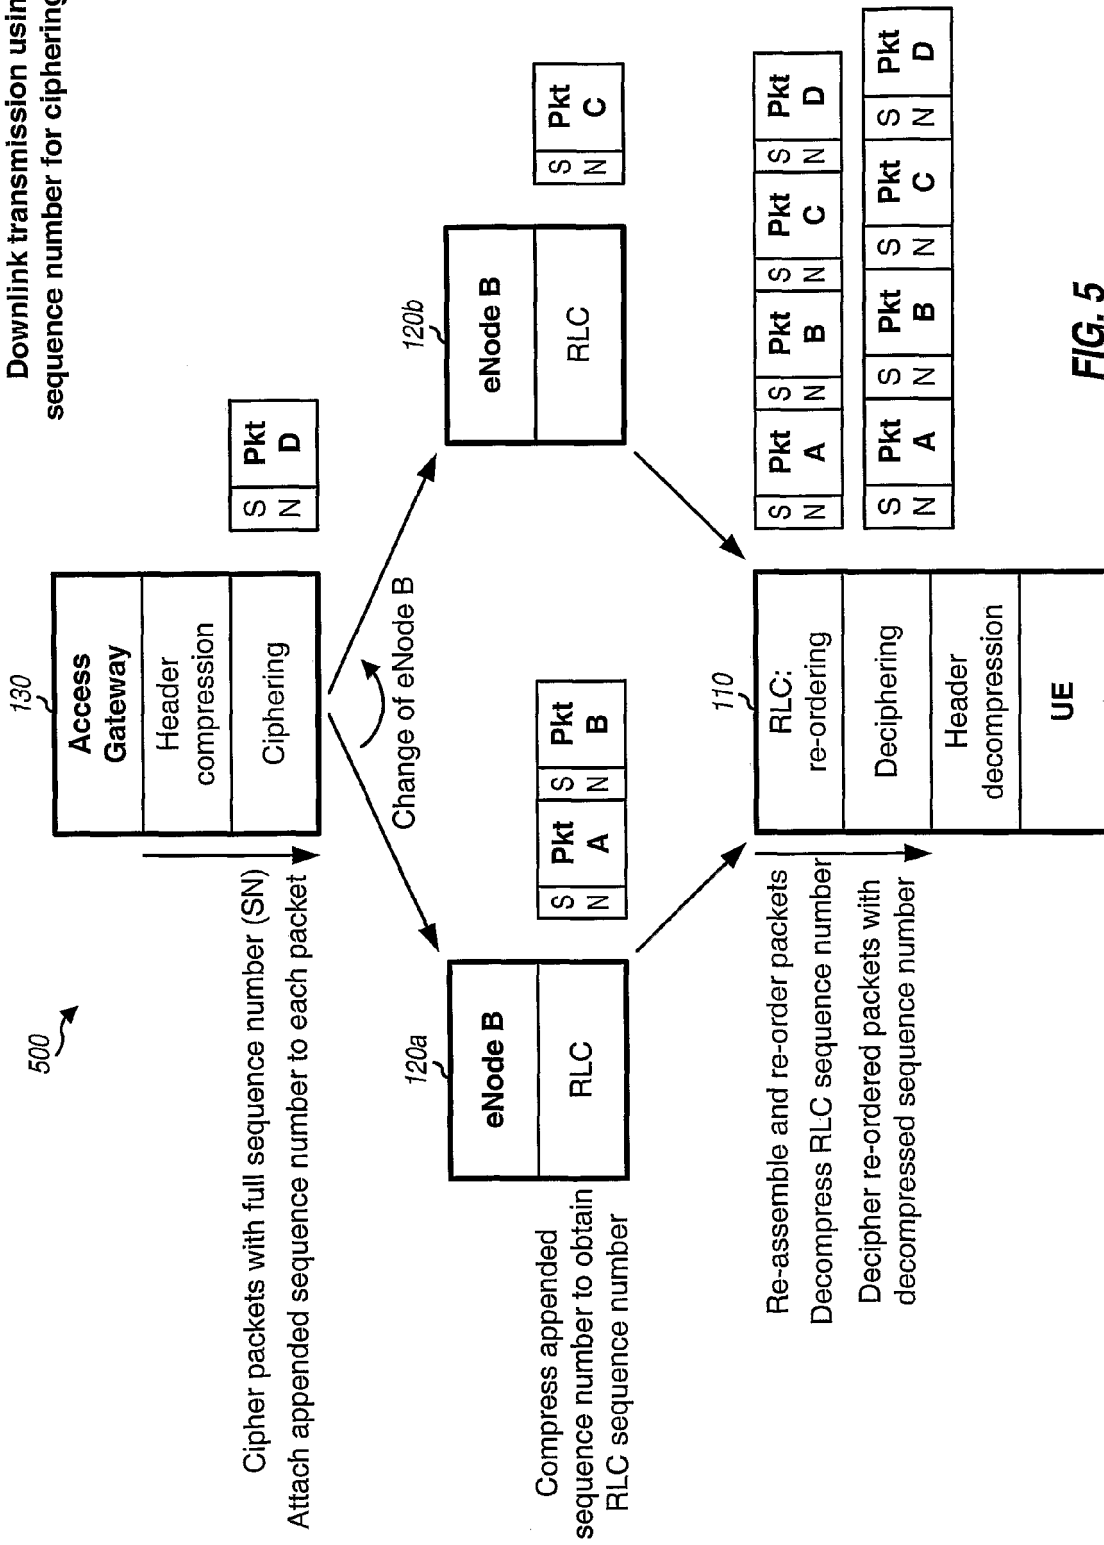 Downlink transmission usin
sequence number for ciphering
500
130
Access
Gateway
Header
compression
Ciphering
S
N
Pkt
D
Cipher packets with full sequence number (SN)
Attach appended sequence number to each packet
Change of eNode B
120a
eNode B
RLC
S
N
Pkt
A
S
N
Pkt
B
120b
eNode B
RLC
S
N
Pkt
C
Compress appended
sequence number to obtain
RLC sequence number
110
RLC:
re-ordering
Deciphering
Header
decompression
UE
Re-assemble and re-order packets
Decompress RLC sequence number
Decipher re-ordered packets with
decompressed sequence number
S
N
Pkt
A
S
N
Pkt
B
S
N
Pkt
C
S
N
Pkt
D
S
N
Pkt
A
S
N
Pkt
B
S
N
Pkt
C
S
N
Pkt
D
FIG. 5